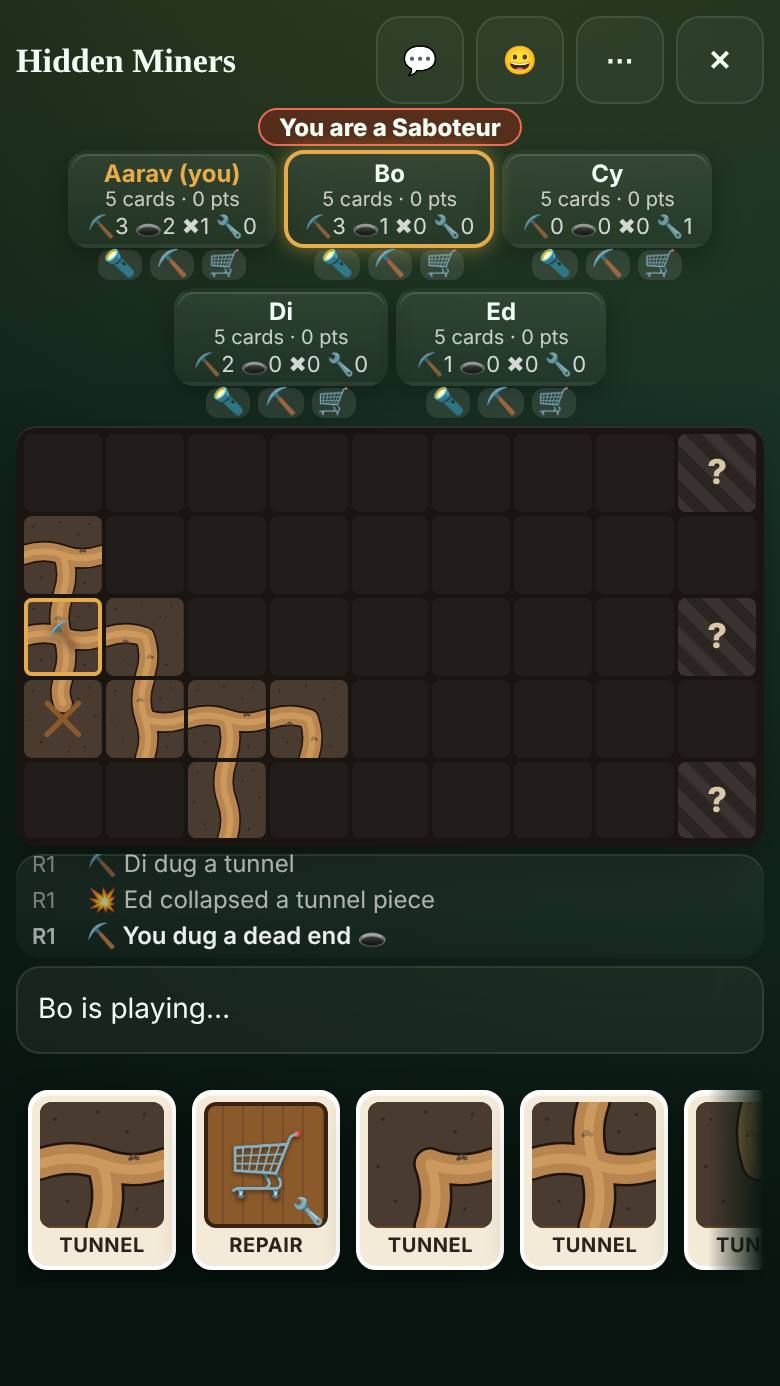 Hidden Miners
You are a Saboteur
Aarav (you)
5 cards · 0 pts
3 2 1 0
Bo
5 cards · 0 pts
3 1 0 0
Cy
5 cards · 0 pts
0 0 0 1
Di
5 cards · 0 pts
2 0 0 0
Ed
5 cards · 0 pts
1 0 0 0
?
?
?
R1 Di dug a tunnel
R1 Ed collapsed a tunnel piece
R1 You dug a dead end
Bo is playing...
TUNNEL
REPAIR
TUNNEL
TUNNEL